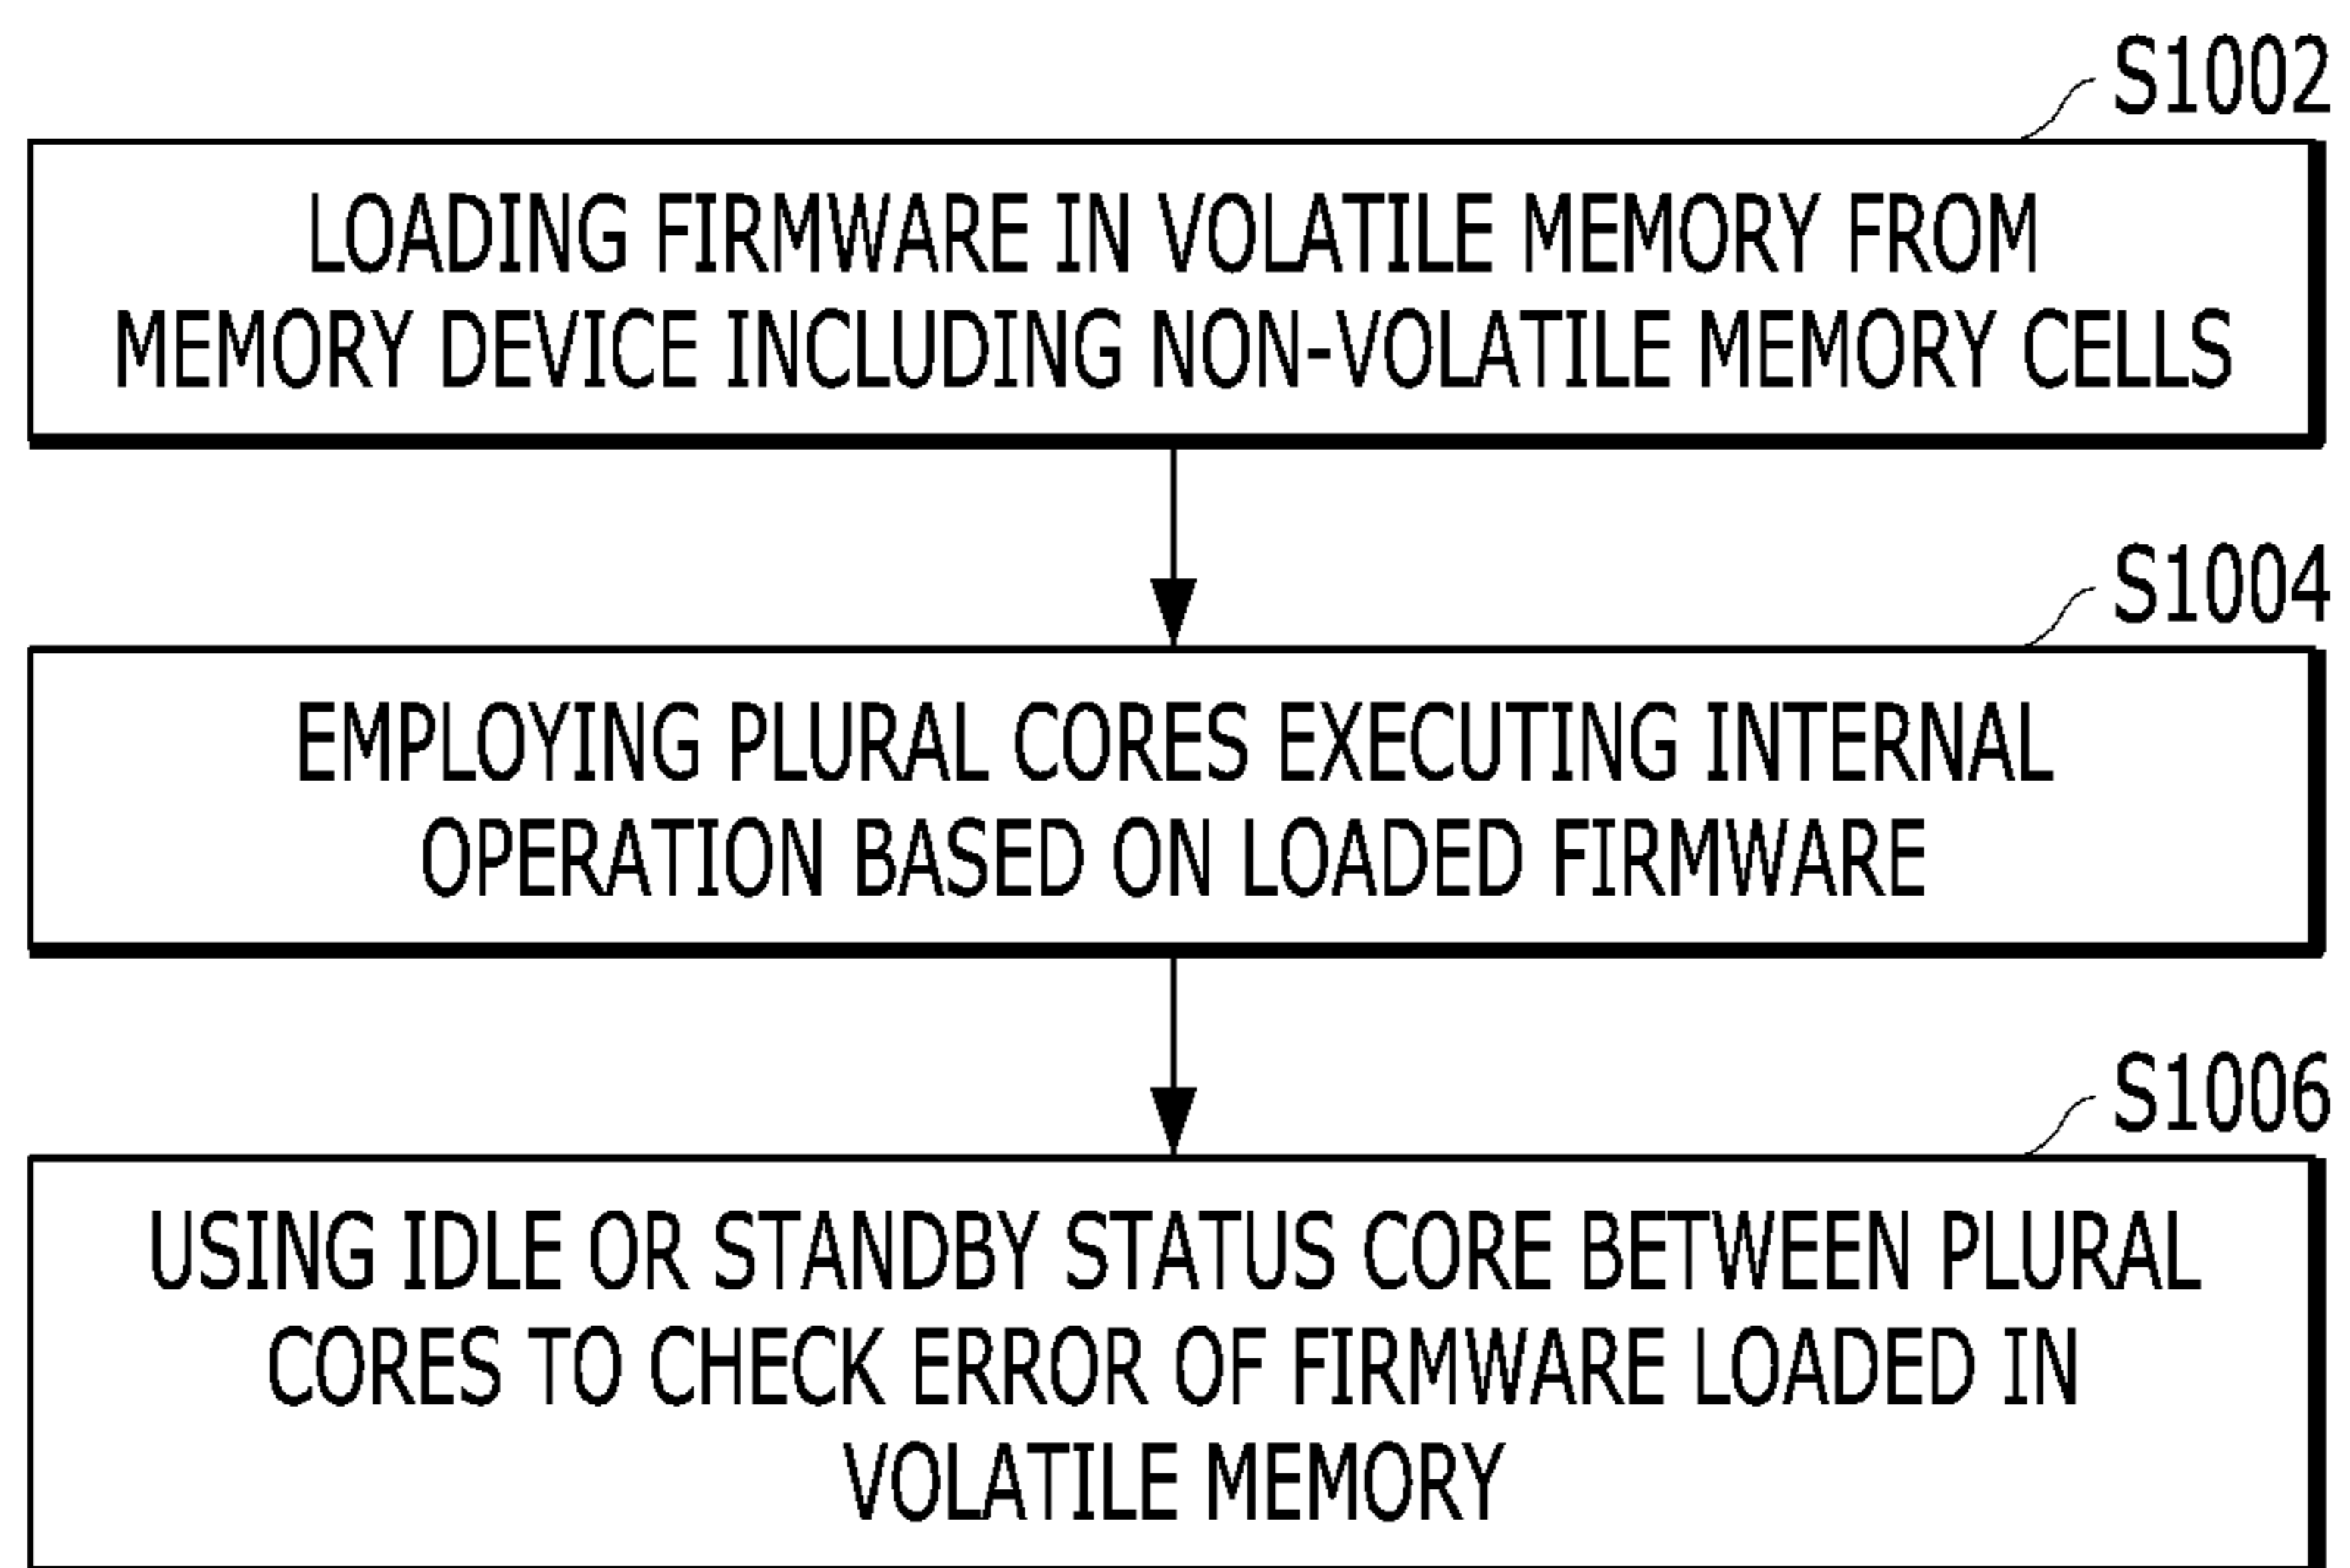 S1002
LOADING FIRMWARE IN VOLATILE MEMORY FROM
MEMORY DEVICE INCLUDING NON-VOLATILE MEMORY CELLS
S1004
EMPLOYING PLURAL CORES EXECUTING INTERNAL
OPERATION BASED ON LOADED FIRMWARE
S1006
USING IDLE OR STANDBY STATUS CORE BETWEEN PLURAL
CORES TO CHECK ERROR OF FIRMWARE LOADED IN
VOLATILE MEMORY